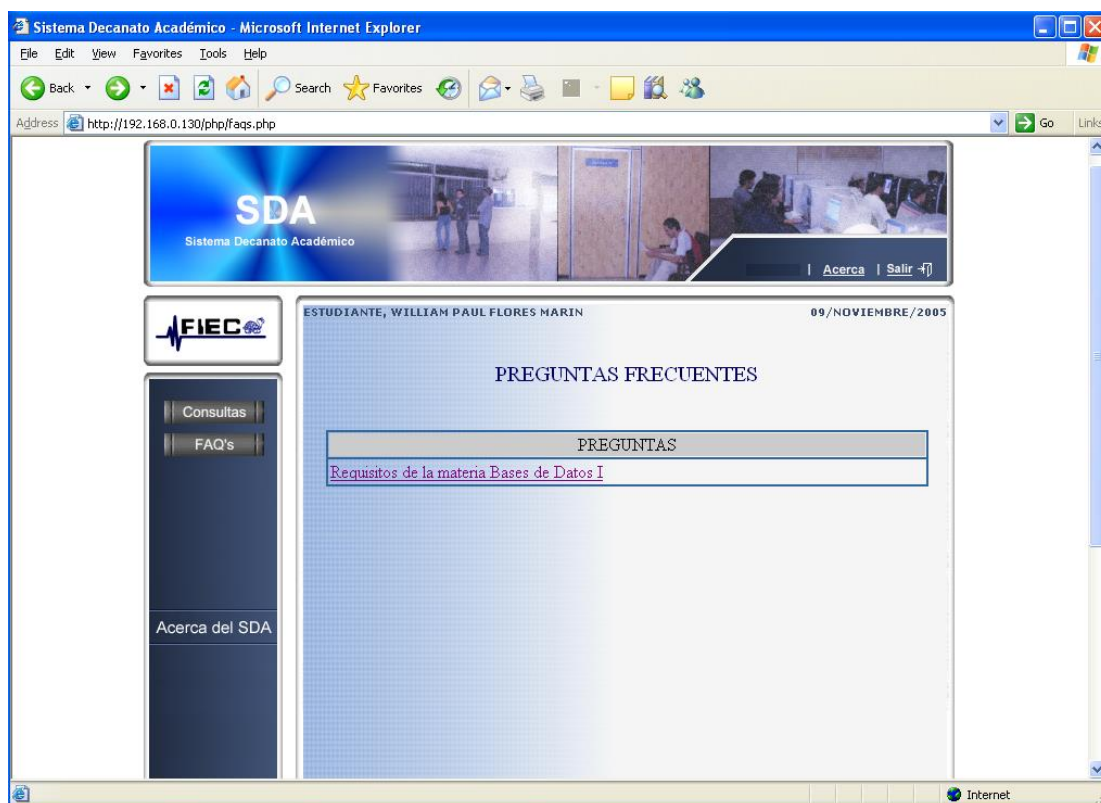 Sistema Decanato Académico - Microsoft Internet Explorer
File Edit View Favorites Tools Help
Back Search Favorites
Address http://192.168.0.130/php/faqs.php Go Links
SDA
Sistema Decanato Académico
| Acerca | Salir
FIEC
ESTUDIANTE, WILLIAM PAUL FLORES MARIN 09/NOVIEMBRE/2005
PREGUNTAS FRECUENTES
Consultas
FAQ's
PREGUNTAS
Requisitos de la materia Bases de Datos I
Acerca del SDA
Internet